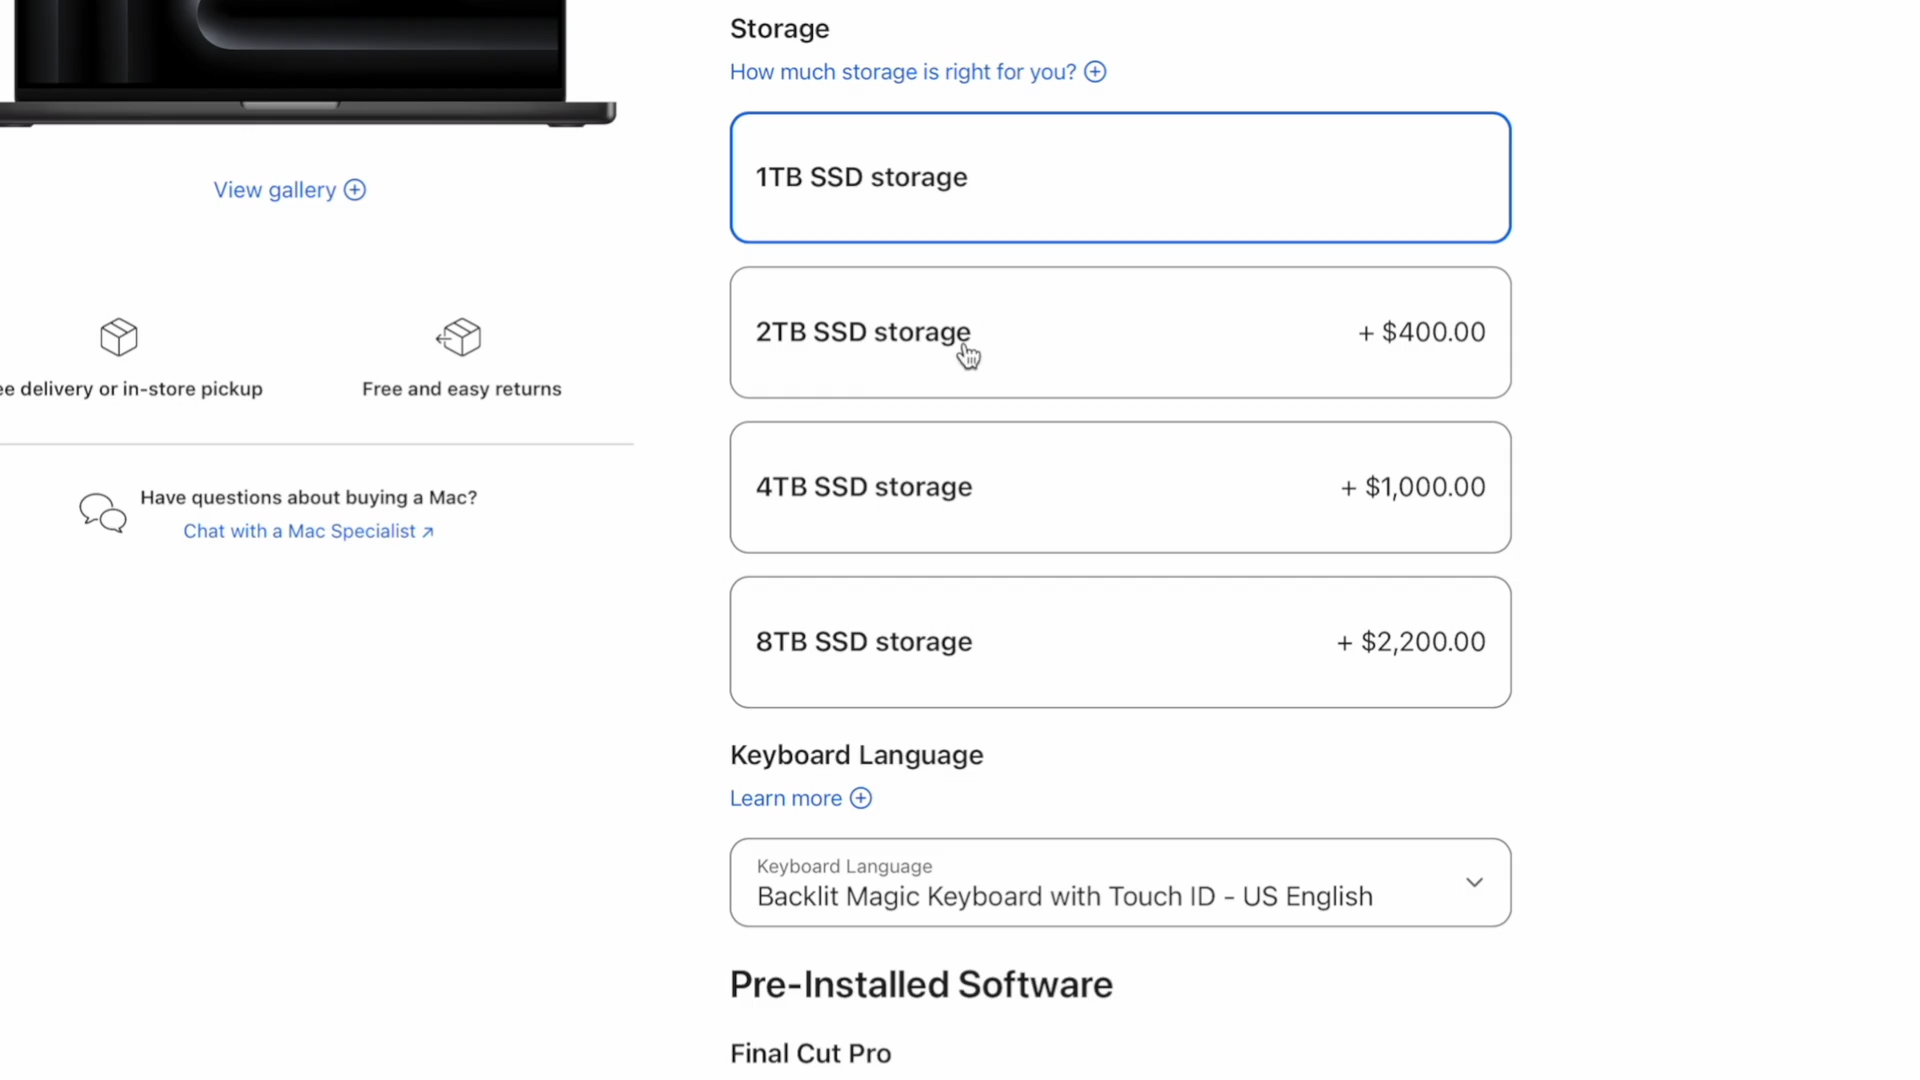 Storage
How much storage is right for you?
1TB SSD storage
View gallery
2TB SSD storage + $400.00
ee delivery or in-store pickup
Free and easy returns
4TB SSD storage + $1,000.00
Have questions about buying a Mac?
Chat with a Mac Specialist ↗
8TB SSD storage + $2,200.00
Keyboard Language
Learn more
Keyboard Language
Backlit Magic Keyboard with Touch ID - US English
Pre-Installed Software
Final Cut Pro